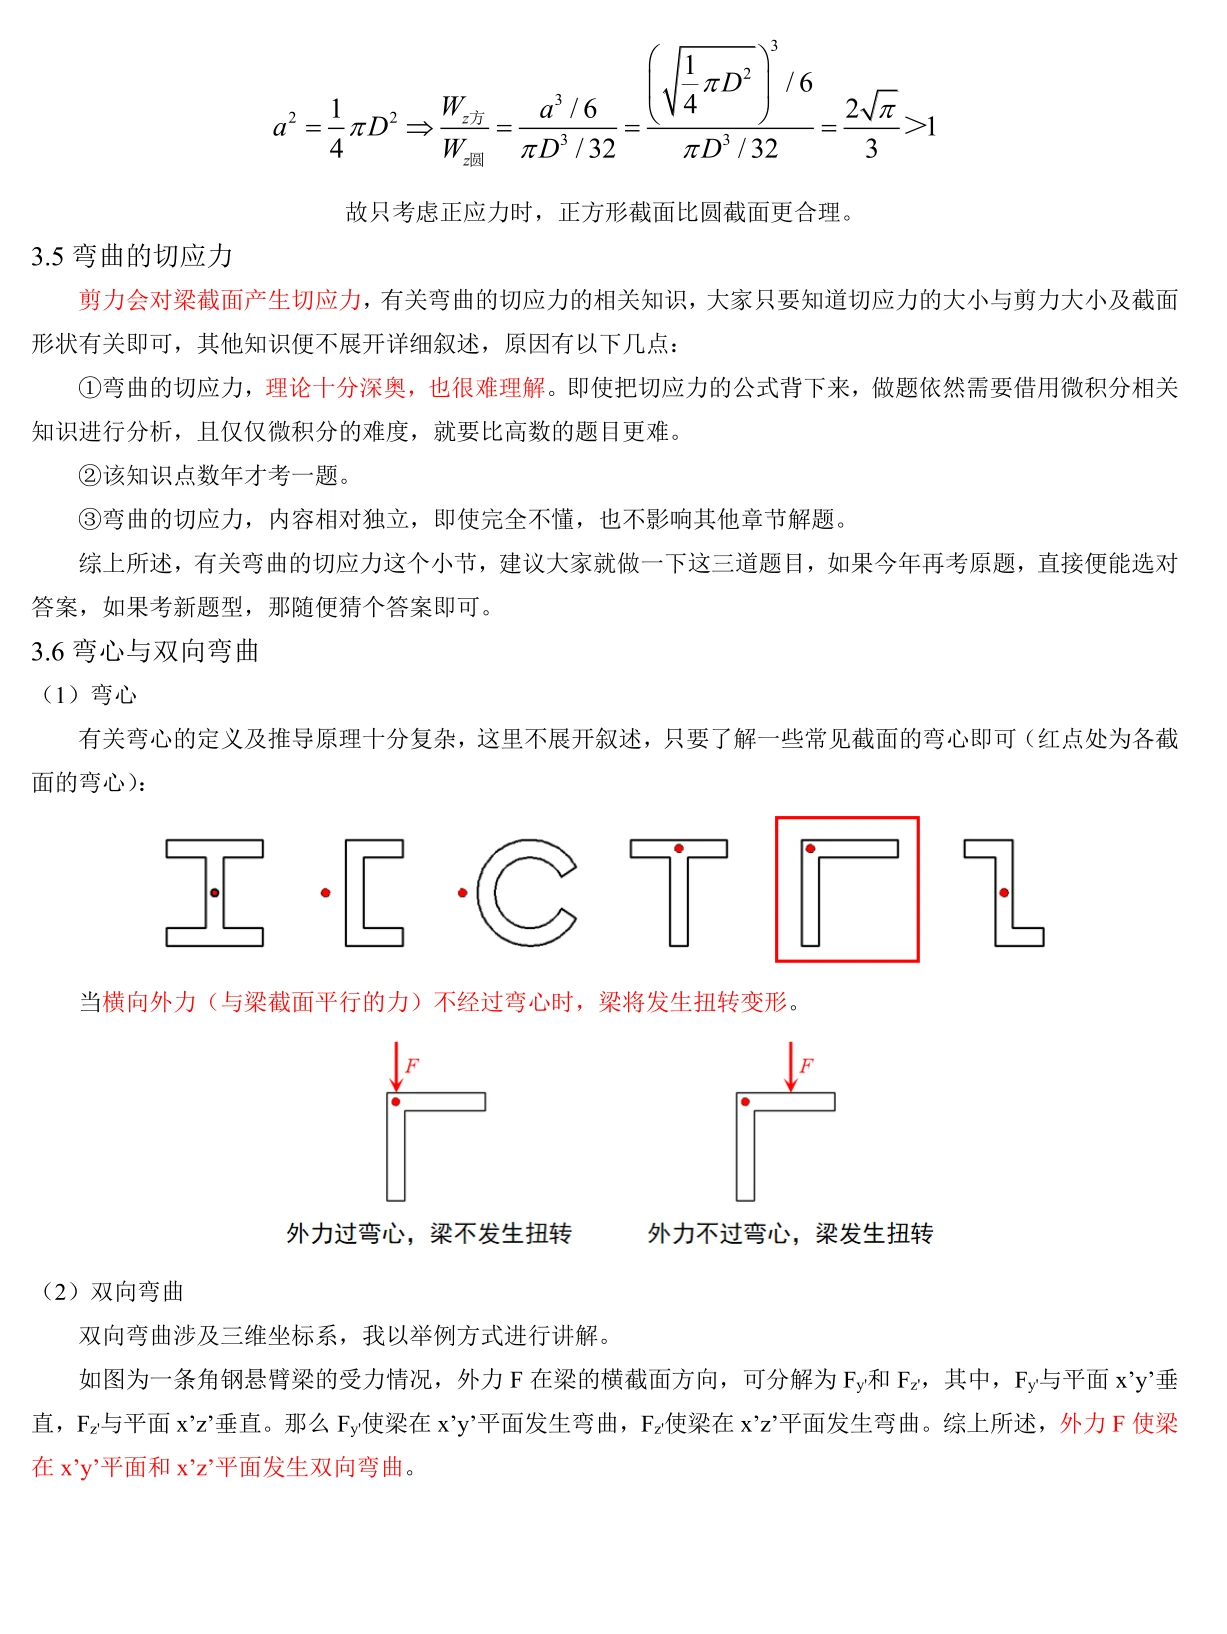 a² = 1/4 πD² ⇒ W_z方/W_z圆 = (a³/6)/(πD³/32) = (√(1/4 πD²))³/6/(πD³/32) = 2√π/3 >1
故只考虑正应力时，正方形截面比圆截面更合理。
3.5 弯曲的切应力
剪力会对梁截面产生切应力，有关弯曲的切应力的相关知识，大家只要知道切应力的大小与剪力大小及截面
形状有关即可，其他知识便不展开详细叙述，原因有以下几点：
①弯曲的切应力，理论十分深奥，也很难理解。即使把切应力的公式背下来，做题依然需要借用微积分相关
知识进行分析，且仅仅微积分的难度，就要比高数的题目更难。
②该知识点数年才考一题。
③弯曲的切应力，内容相对独立，即使完全不懂，也不影响其他章节解题。
综上所述，有关弯曲的切应力这个小节，建议大家就做一下这三道题目，如果今年再考原题，直接便能选对
答案，如果考新题型，那随便猜个答案即可。
3.6 弯心与双向弯曲
（1）弯心
有关弯心的定义及推导原理十分复杂，这里不展开叙述，只要了解一些常见截面的弯心即可（红点处为各截
面的弯心）：
当横向外力（与梁截面平行的力）不经过弯心时，梁将发生扭转变形。
F F
外力过弯心，梁不发生扭转 外力不过弯心，梁发生扭转
（2）双向弯曲
双向弯曲涉及三维坐标系，我以举例方式进行讲解。
如图为一条角钢悬臂梁的受力情况，外力 F 在梁的横截面方向，可分解为 Fy'和 Fz'，其中，Fy'与平面 x’y’垂
直，Fz'与平面 x’z’垂直。那么 Fy'使梁在 x’y’平面发生弯曲，Fz'使梁在 x’z’平面发生弯曲。综上所述，外力 F 使梁
在 x’y’平面和 x’z’平面发生双向弯曲。